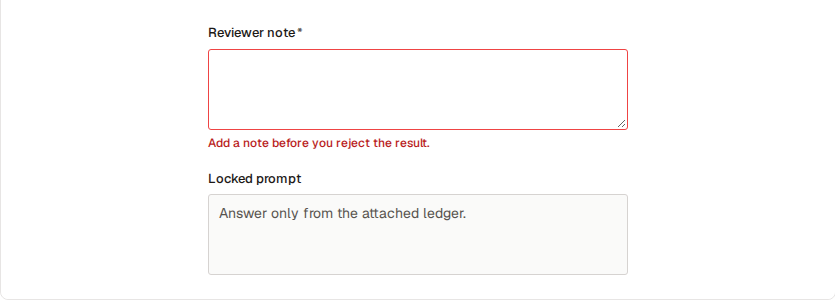 Reviewer note*
Add a note before you reject the result.
Locked prompt
Answer only from the attached ledger.